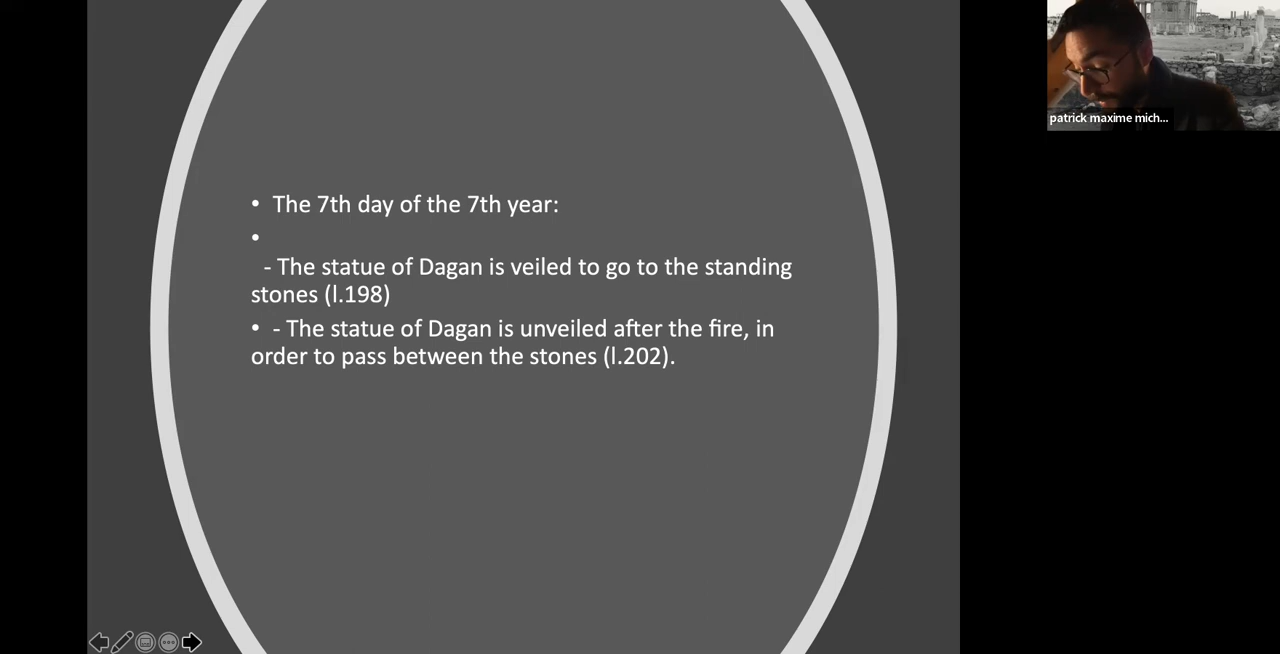 • The 7th day of the 7th year:
•
- The statue of Dagan is veiled to go to the standing
stones (l.198)
• - The statue of Dagan is unveiled after the fire, in
order to pass between the stones (l.202).
patrick maxime mich...